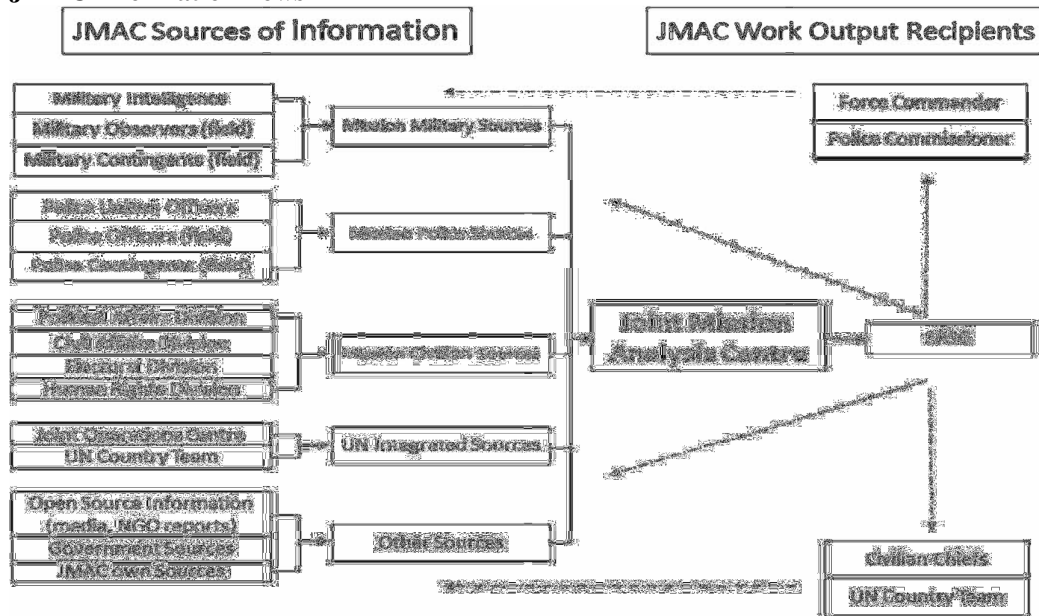 JMAC Sources of Information
JMAC Work Output Recipients
Military Intelligence
Military Observers (field)
Military Contingents (field)
Mission Military Sources
Police Liaison Officers
Police Officers (field)
Police Contingents (field)
Mission Police Sources
Political Affairs Division
Civil Affairs Division
Electoral Division
Human Rights Division
Mission Civilian Sources
Joint Operations Centre
UN Country Team
UN Integrated Sources
Open Source Information
(media, NGO reports)
Government Sources
JMAC own Sources
Other Sources
Joint Mission
Analysis Centre
Force Commander
Police Commissioner
Civilian Chiefs
UN Country Team